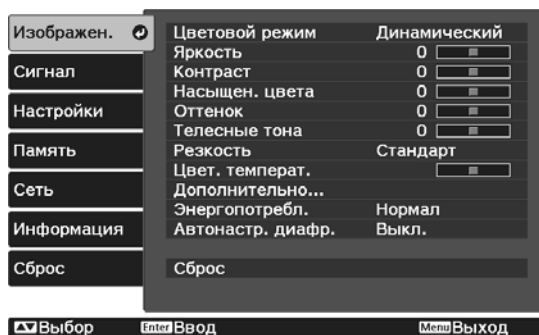 Изображен.
Сигнал
Настройки
Память
Сеть
Информация
Сброс
Цветовой режим Динамический
Яркость 0
Контраст 0
Насыщен. цвета 0
Оттенок 0
Телесные тона 0
Резкость Стандарт
Цвет. температ.
Дополнительно...
Энергопотребл. Нормал
Автонастр. диафр. Выкл.
Сброс
Выбор Enter Ввод Menu Выход